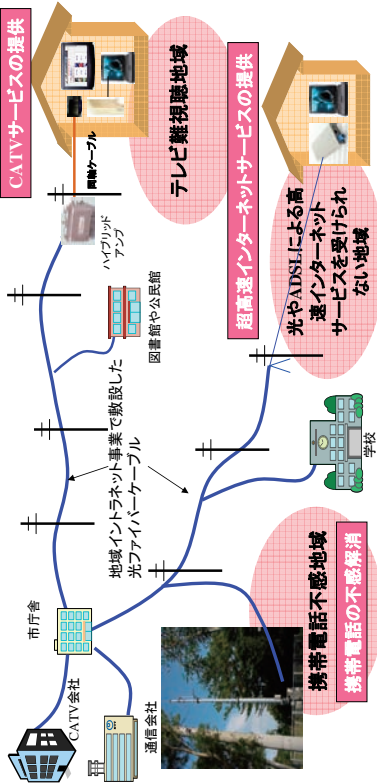 CATV会社
通信会社
市庁舎
地域イントラネット事業で敷設した
光ファイバーケーブル
図書館や公民館
ハイブリッド
アンプ
同軸ケーブル
CATVサービスの提供
テレビ難視聴地域
超高速インターネットサービスの提供
光やADSLによる高
速インターネット
サービスを受けられ
ない地域
学校
携帯電話不感地域
携帯電話の不感解消